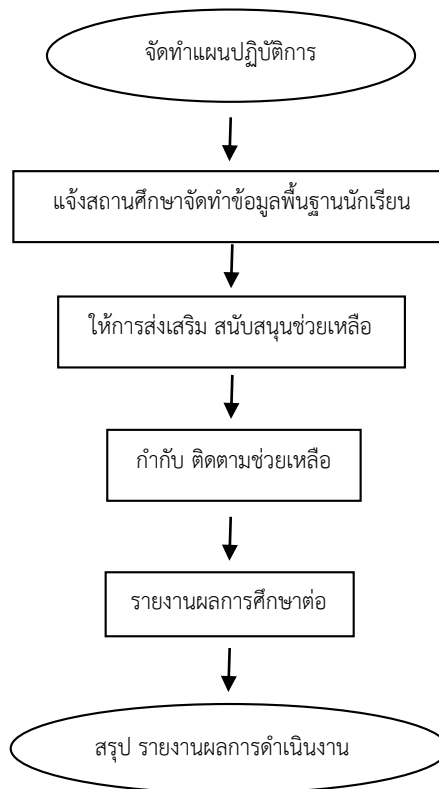 จัดทำแผนปฏิบัติการ
แจ้งสถานศึกษาจัดทำข้อมูลพื้นฐานนักเรียน
ให้การส่งเสริม สนับสนุนช่วยเหลือ
กำกับ ติดตามช่วยเหลือ
รายงานผลการศึกษาต่อ
สรุป รายงานผลการดำเนินงาน